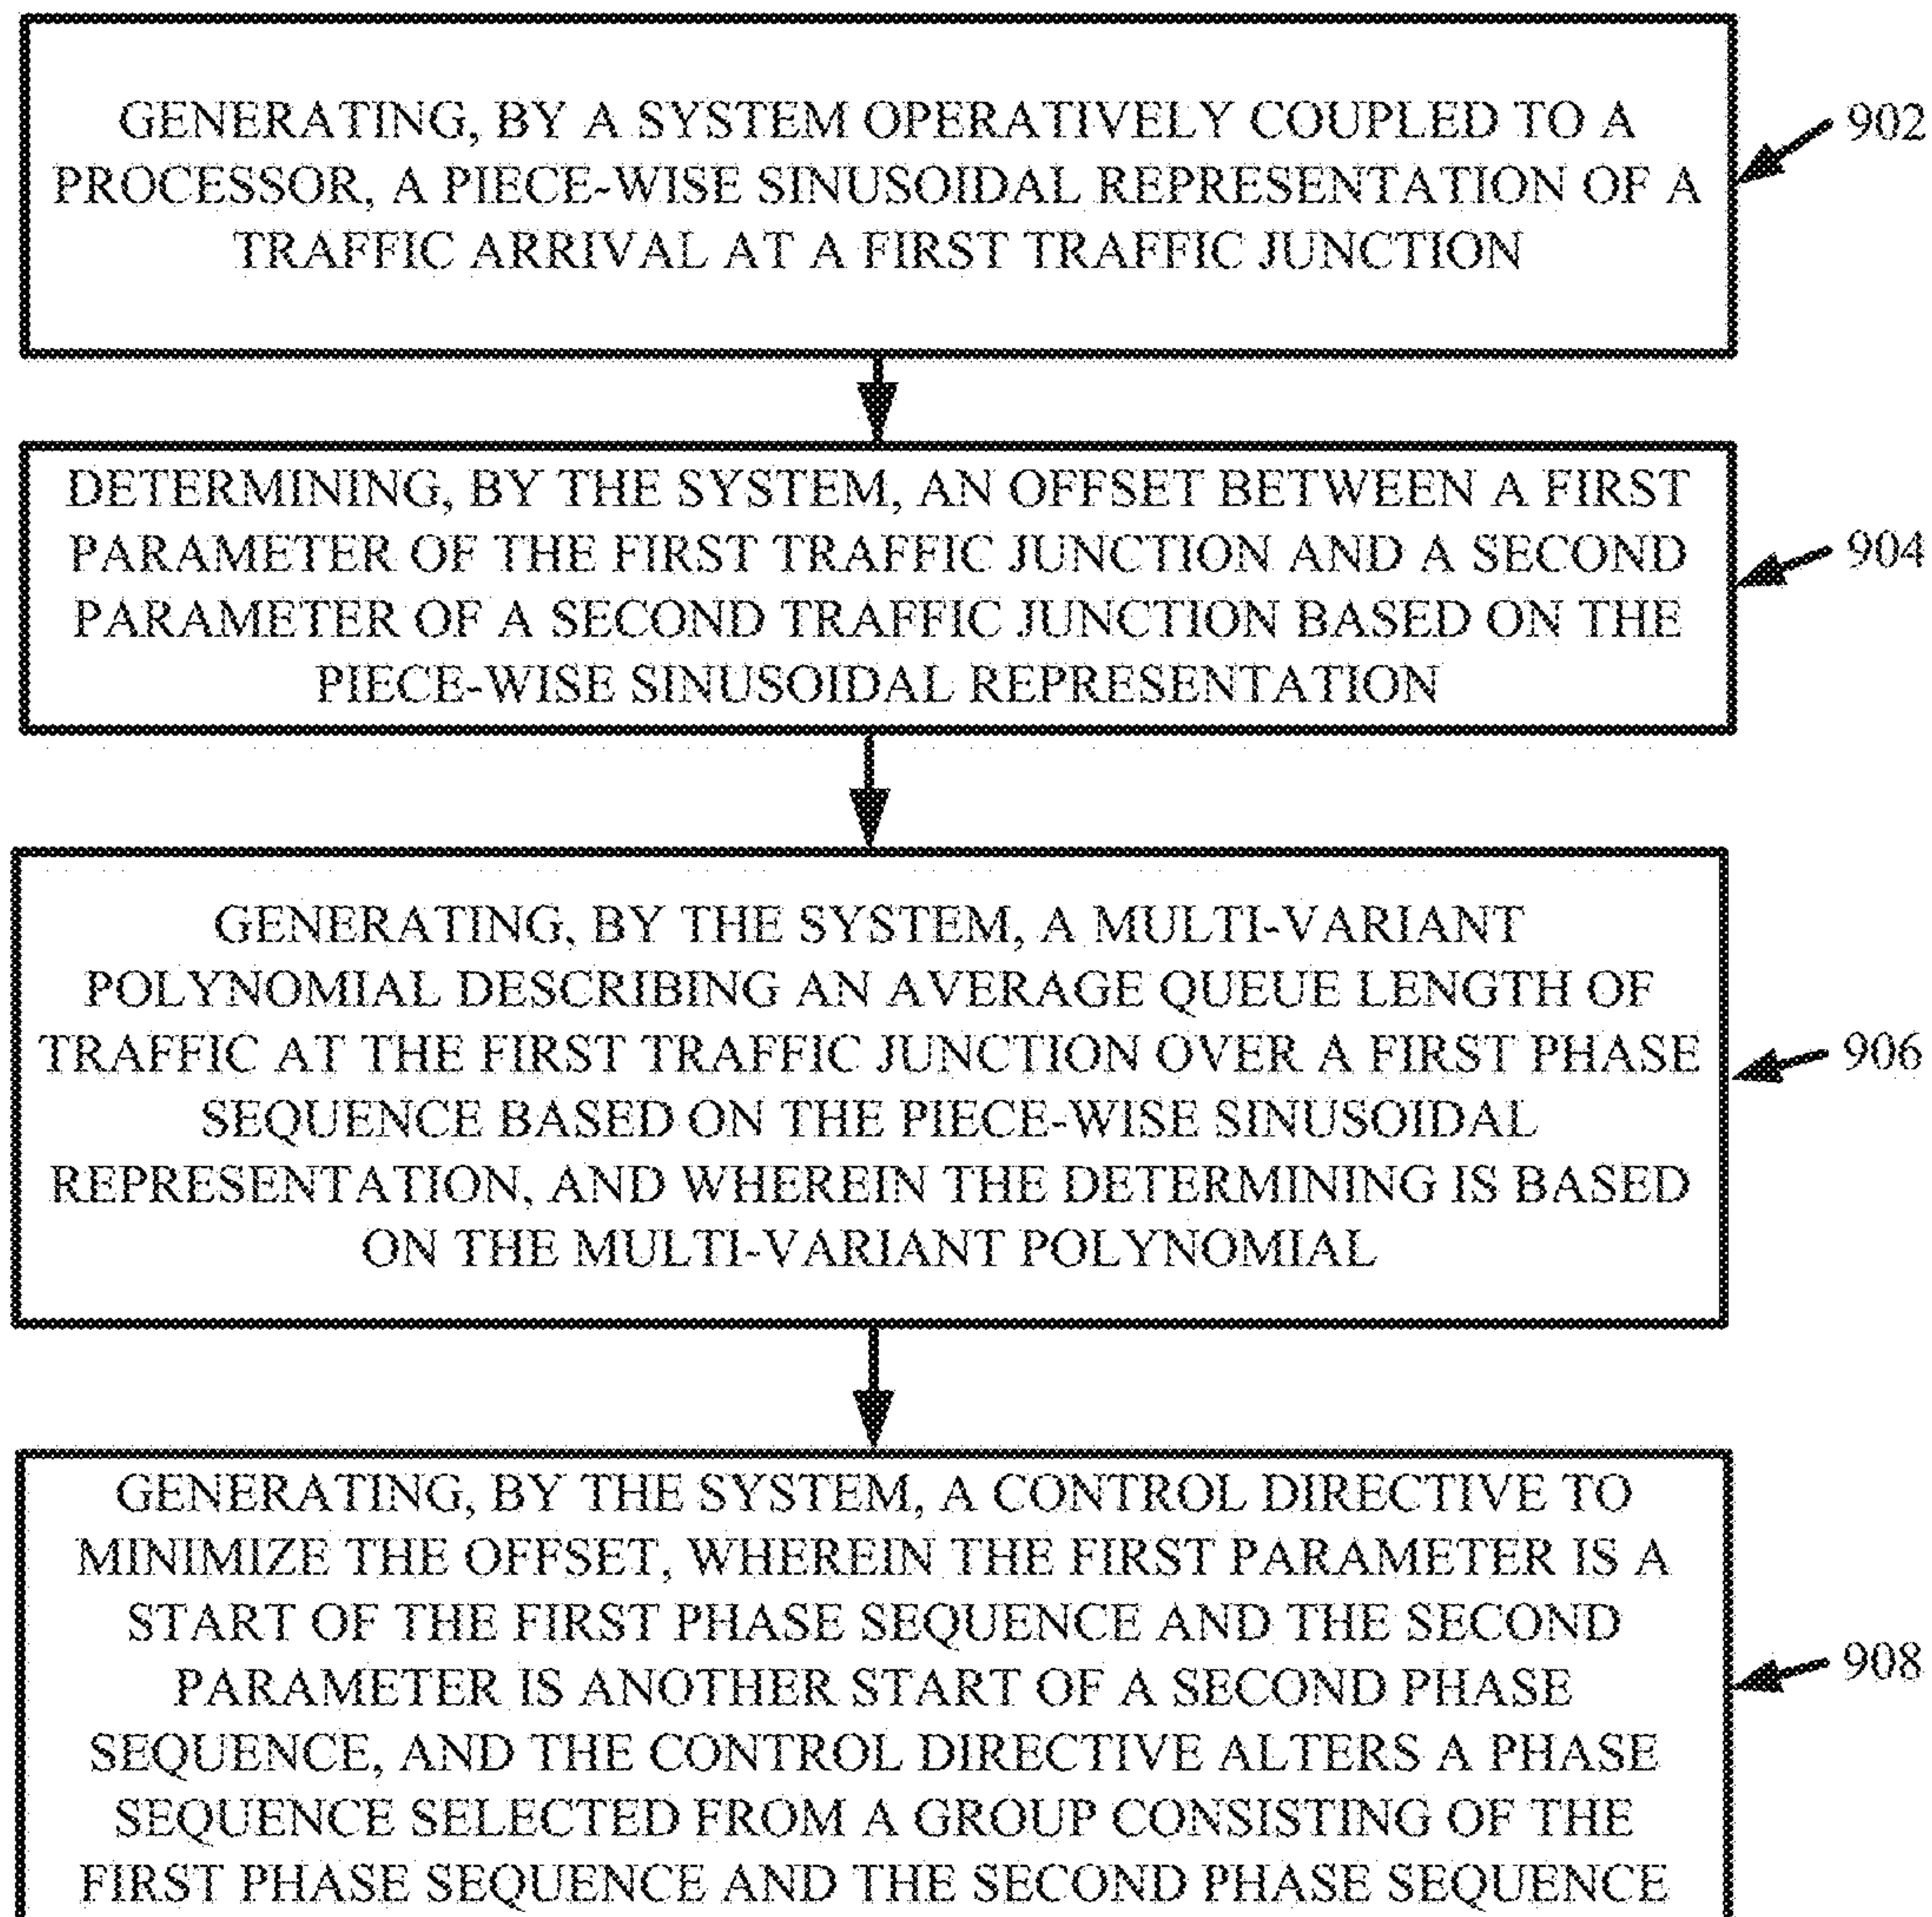 GENERATING, BY A SYSTEM OPERATIVELY COUPLED TO A
PROCESSOR, A PIECE-WISE SINUSOIDAL REPRESENTATION OF A
TRAFFIC ARRIVAL AT A FIRST TRAFFIC JUNCTION
902
DETERMINING, BY THE SYSTEM, AN OFFSET BETWEEN A FIRST
PARAMETER OF THE FIRST TRAFFIC JUNCTION AND A SECOND
PARAMETER OF A SECOND TRAFFIC JUNCTION BASED ON THE
PIECE-WISE SINUSOIDAL REPRESENTATION
904
GENERATING, BY THE SYSTEM, A MULTI-VARIANT
POLYNOMIAL DESCRIBING AN AVERAGE QUEUE LENGTH OF
TRAFFIC AT THE FIRST TRAFFIC JUNCTION OVER A FIRST PHASE
SEQUENCE BASED ON THE PIECE-WISE SINUSOIDAL
REPRESENTATION, AND WHEREIN THE DETERMINING IS BASED
ON THE MULTI-VARIANT POLYNOMIAL
906
GENERATING, BY THE SYSTEM, A CONTROL DIRECTIVE TO
MINIMIZE THE OFFSET, WHEREIN THE FIRST PARAMETER IS A
START OF THE FIRST PHASE SEQUENCE AND THE SECOND
PARAMETER IS ANOTHER START OF A SECOND PHASE
SEQUENCE, AND THE CONTROL DIRECTIVE ALTERS A PHASE
SEQUENCE SELECTED FROM A GROUP CONSISTING OF THE
FIRST PHASE SEQUENCE AND THE SECOND PHASE SEQUENCE
908